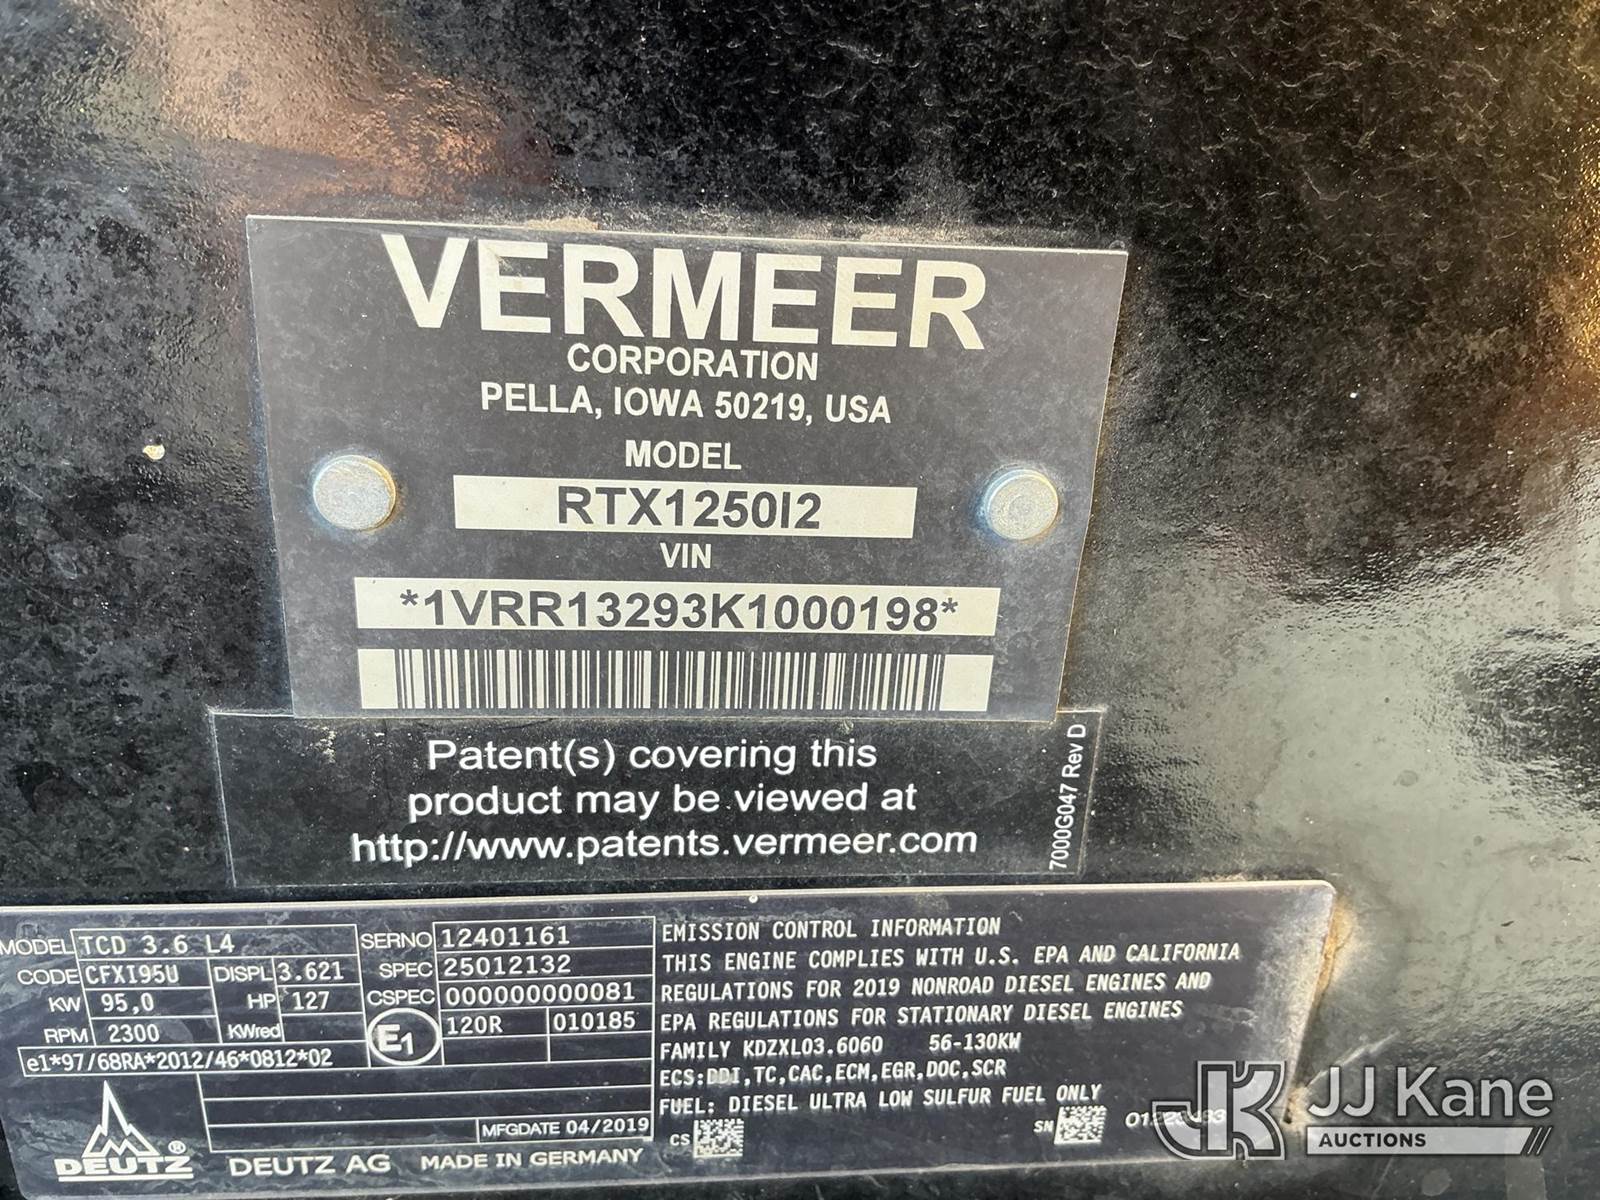 VERMEER
CORPORATION
PELLA, IOWA 50219, USA
MODEL
RTX1250I2
VIN
*1VRR13293K1000198*
Patent(s) covering this
product may be viewed at
http://www.patents.vermeer.com
7000G047 Rev D
MODEL TCD 3.6 L4
CODE CFXI95U DISPL 3.621
KW 95,0 HP 127
RPM 2300 KWred
e1*97/68RA*2012/46*0812*02
SERNO 12401161
SPEC 25012132
CSPEC 000000000081
E1 120R 010185
MFGDATE 04/2019
DEUTZ ®
DEUTZ AG MADE IN GERMANY
EMISSION CONTROL INFORMATION
THIS ENGINE COMPLIES WITH U.S. EPA AND CALIFORNIA
REGULATIONS FOR 2019 NONROAD DIESEL ENGINES AND
EPA REGULATIONS FOR STATIONARY DIESEL ENGINES
FAMILY KDZXL03.6060 56-130KW
ECS:DDI,TC,CAC,ECM,EGR,DOC,SCR
FUEL: DIESEL ULTRA LOW SULFUR FUEL ONLY
CS SN
JK JJ Kane
AUCTIONS